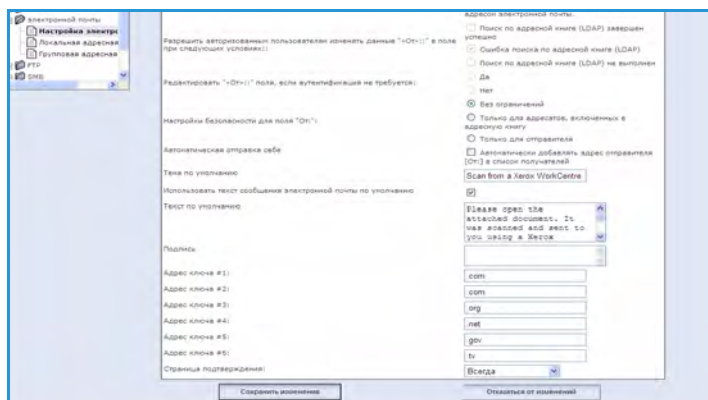 адресов электронной почты.
электронной почты
Настройка электрс
Локальная адресная
Групповая адресная
FTP
SMB
Разрешить авторизованным пользователям изменять данные "«От»::" в поле
при следующих условиях::
Поиск по адресной книге (LDAP) завершен
успешно
Ошибка поиска по адресной книге (LDAP)
Поиск по адресной книге (LDAP) не выполнен
Редактировать "«От»::" поля, если аутентификация не требуется:
Да
Нет
Настройки безопасности для поля "От:":
Без ограничений
Только для адресатов, включенных в
адресную книгу
Только для отправителя
Автоматическая отправка себе
Автоматически добавлять адрес отправителя
[От:] в список получателей
Тема по умолчанию
Scan from a Xerox WorkCentre
Использовать текст сообщения электронной почты по умолчанию
Текст по умолчанию
Please open the
attached document. It
was scanned and sent to
you using a Xerox
Подпись
Адрес ключа #1:
.com
Адрес ключа #2:
.com
Адрес ключа #3:
.org
Адрес ключа #4:
.net
Адрес ключа #5:
.gov
Адрес ключа #6:
.tv
Страница подтверждения:
Всегда
Сохранить изменения
Отказаться от изменений